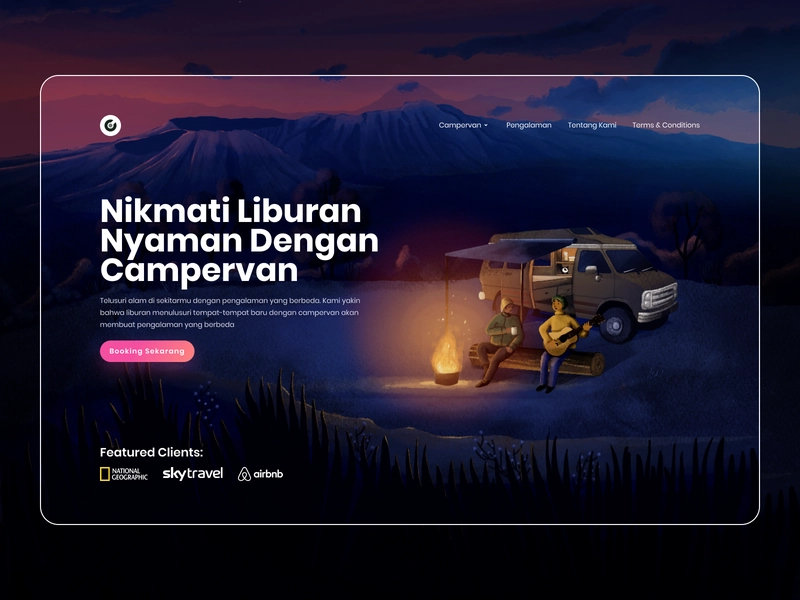 Campervan
Pengalaman
Tentang Kami
Terms & Conditions
Nikmati Liburan
Nyaman Dengan
Campervan
Telusuri alam di sekitarmu dengan pengalaman yang berbeda. Kami yakin
bahwa liburan menulusuri tempat-tempat baru dengan campervan akan
membuat pengalaman yang berbeda
Booking Sekarang
Featured Clients:
NATIONAL
GEOGRAPHIC
skytravel
airbnb